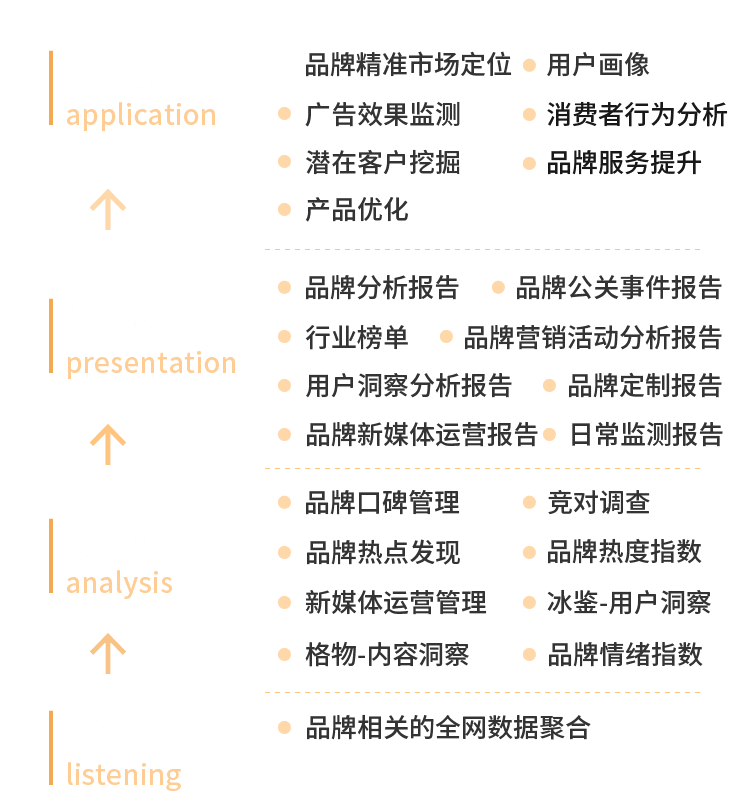 品牌精准市场定位 用户画像
application
广告效果监测 消费者行为分析
潜在客户挖掘 品牌服务提升
产品优化
品牌分析报告 品牌公关事件报告
行业榜单 品牌营销活动分析报告
presentation
用户洞察分析报告 品牌定制报告
品牌新媒体运营报告 日常监测报告
品牌口碑管理 竞对调查
品牌热点发现 品牌热度指数
analysis
新媒体运营管理 冰鉴-用户洞察
格物-内容洞察 品牌情绪指数
品牌相关的全网数据聚合
listening